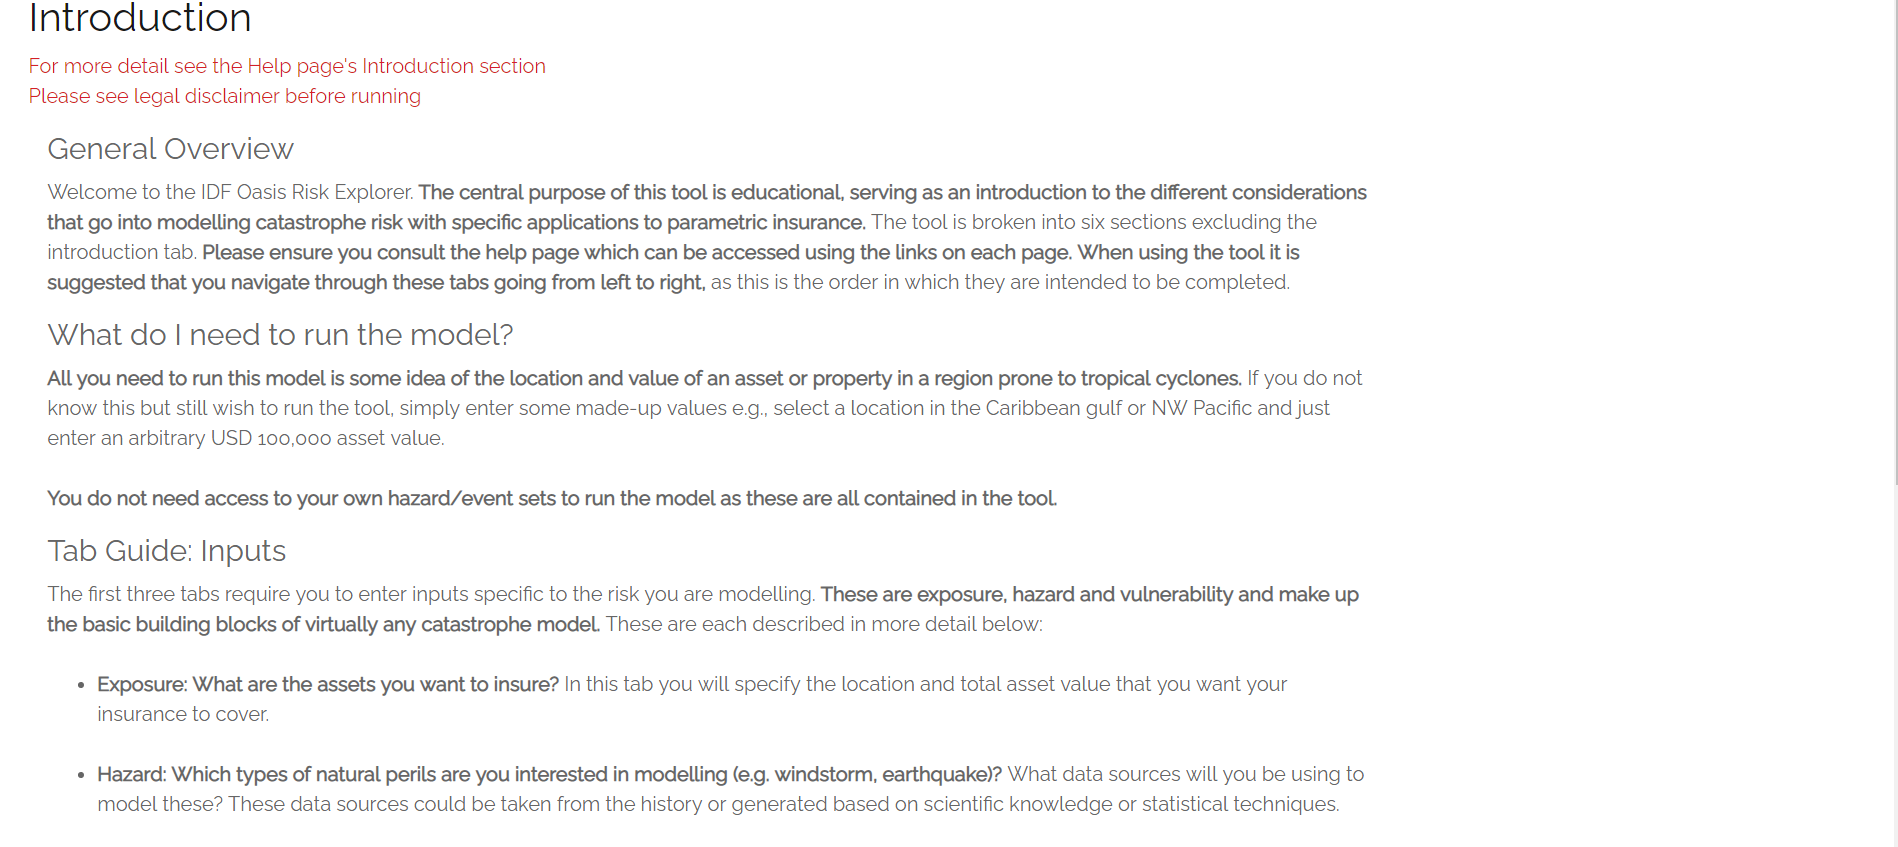 Introduction
For more detail see the Help page's Introduction section
Please see legal disclaimer before running
General Overview
Welcome to the IDF Oasis Risk Explorer. The central purpose of this tool is educational, serving as an introduction to the different considerations
that go into modelling catastrophe risk with specific applications to parametric insurance. The tool is broken into six sections excluding the
introduction tab. Please ensure you consult the help page which can be accessed using the links on each page. When using the tool it is
suggested that you navigate through these tabs going from left to right, as this is the order in which they are intended to be completed.
What do I need to run the model?
All you need to run this model is some idea of the location and value of an asset or property in a region prone to tropical cyclones. If you do not
know this but still wish to run the tool, simply enter some made-up values e.g., select a location in the Caribbean gulf or NW Pacific and just
enter an arbitrary USD 100,000 asset value.
You do not need access to your own hazard/event sets to run the model as these are all contained in the tool.
Tab Guide: Inputs
The first three tabs require you to enter inputs specific to the risk you are modelling. These are exposure, hazard and vulnerability and make up
the basic building blocks of virtually any catastrophe model. These are each described in more detail below:
• Exposure: What are the assets you want to insure? In this tab you will specify the location and total asset value that you want your
insurance to cover.
• Hazard: Which types of natural perils are you interested in modelling (e.g. windstorm, earthquake)? What data sources will you be using to
model these? These data sources could be taken from the history or generated based on scientific knowledge or statistical techniques.